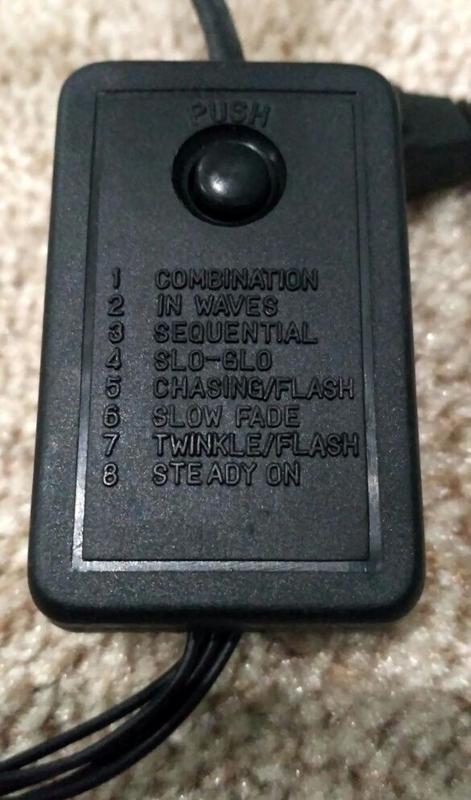 PUSH
1 COMBINATION
2 IN WAVES
3 SEQUENTIAL
4 SLO-GLO
5 CHASING/FLASH
6 SLOW FADE
7 TWINKLE/FLASH
8 STEADY ON